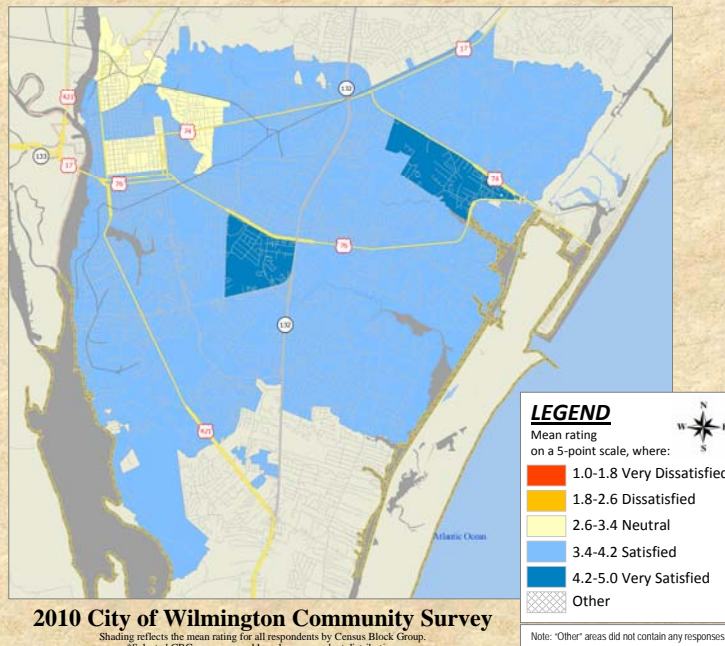 17
132
421
74
133
17
76
74
76
132
421
Atlantic Ocean
LEGEND
Mean rating
on a 5-point scale, where:
N
W
S
1.0-1.8 Very Dissatisfied
1.8-2.6 Dissatisfied
2.6-3.4 Neutral
3.4-4.2 Satisfied
4.2-5.0 Very Satisfied
Other
2010 City of Wilmington Community Survey
Shading reflects the mean rating for all respondents by Census Block Group.
Note: "Other" areas did not contain any responses